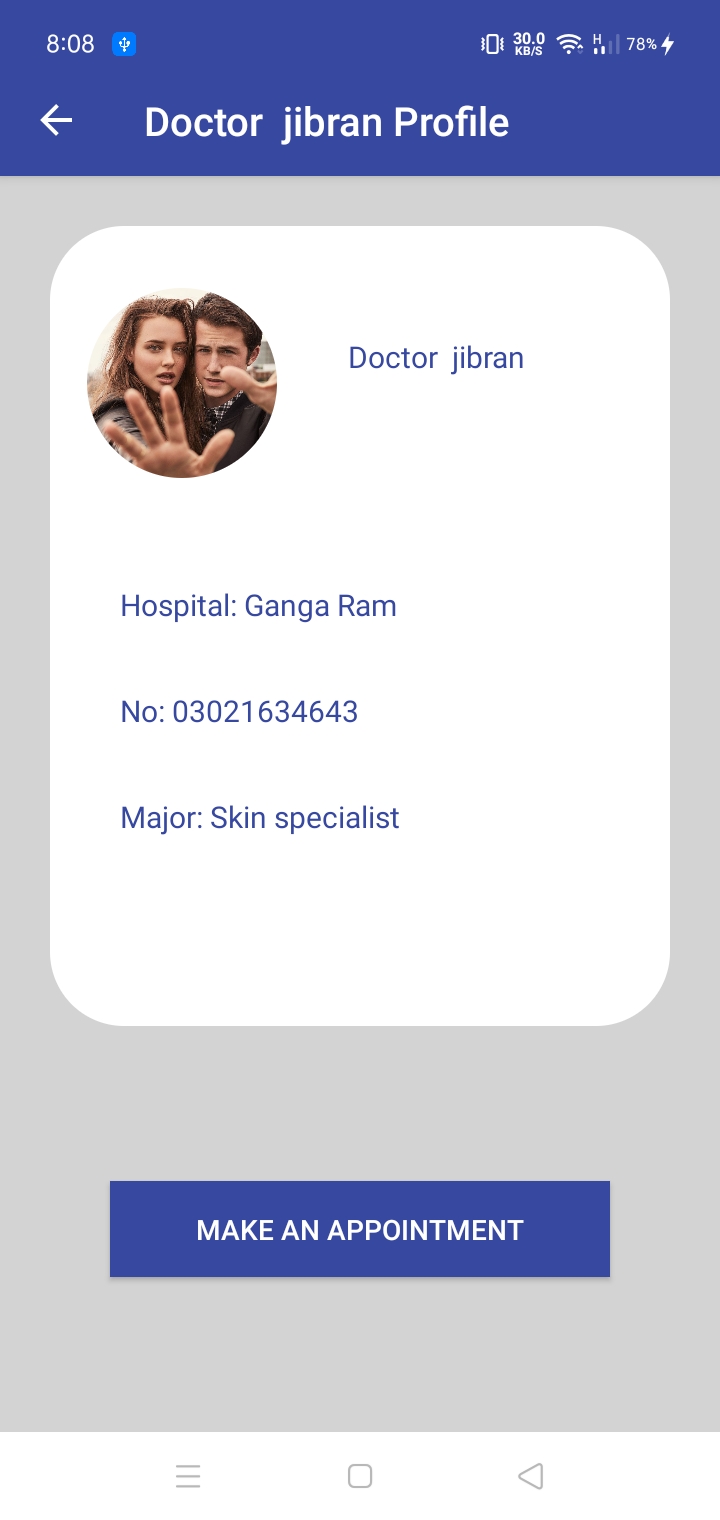 8:08
30.0
KB/S
H
78%
Doctor  jibran Profile
Doctor  jibran
Hospital: Ganga Ram
No: 03021634643
Major: Skin specialist
MAKE AN APPOINTMENT